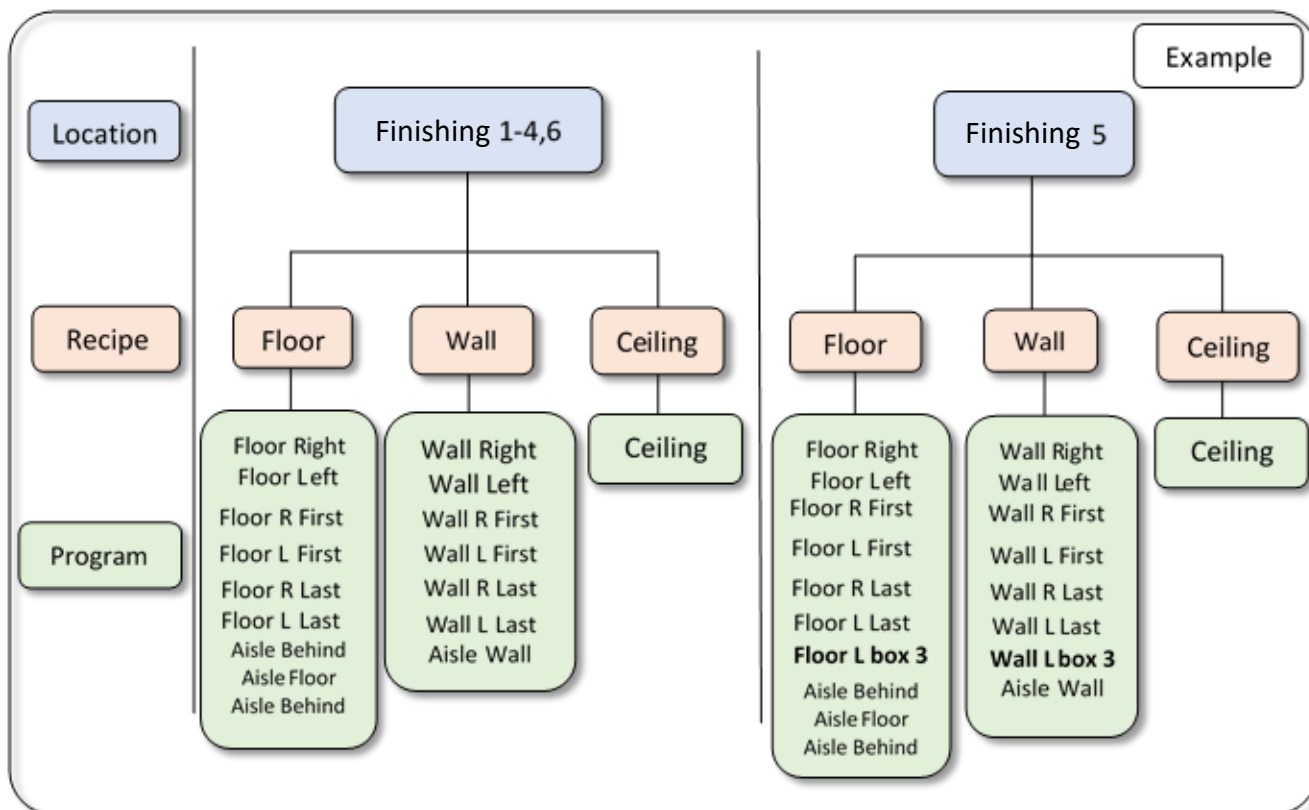 Example
Location
Finishing 1-4,6
Finishing 5
Recipe
Floor
Wall
Ceiling
Floor
Wall
Ceiling
Program
Floor Right
Floor Left
Floor R First
Floor L First
Floor R Last
Floor L Last
Aisle Behind
Aisle Floor
Aisle Behind
Wall Right
Wall Left
Wall R First
Wall L First
Wall R Last
Wall L Last
Aisle Wall
Ceiling
Floor Right
Floor Left
Floor R First
Floor L First
Floor R Last
Floor L Last
Floor L box 3
Aisle Behind
Aisle Floor
Aisle Behind
Wall Right
Wall Left
Wall R First
Wall L First
Wall R Last
Wall L Last
Wall L box 3
Aisle Wall
Ceiling